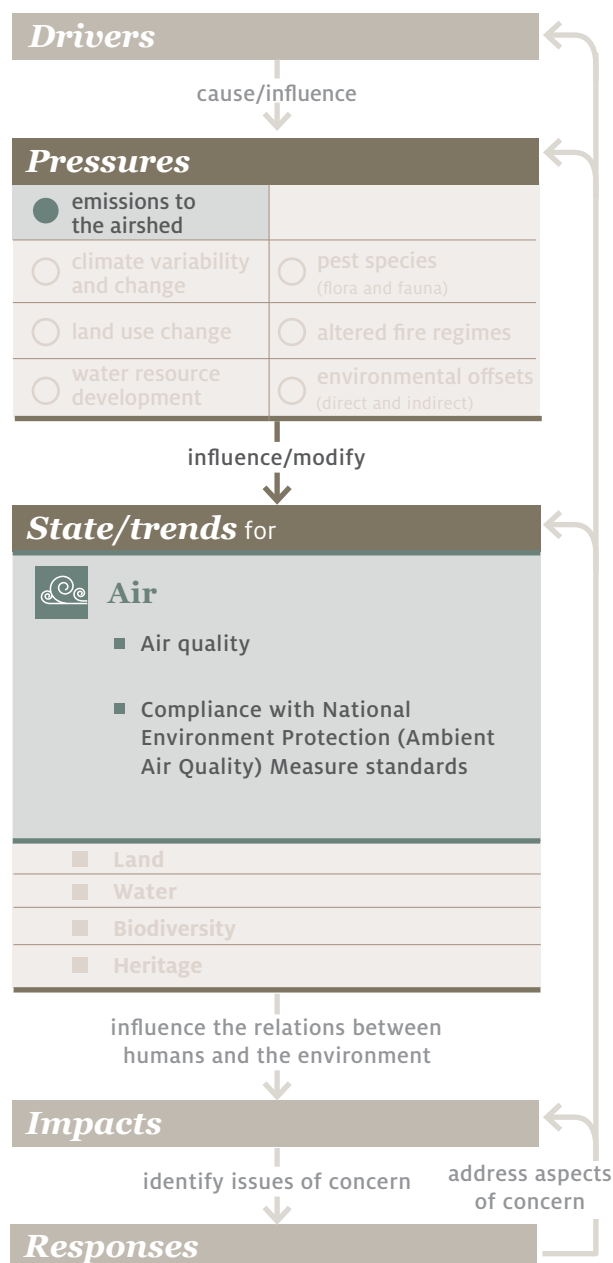 Drivers
cause/influence
Pressures
emissions to
the airshed
climate variability
and change
pest species
(flora and fauna)
land use change
altered fire regimes
water resource
development
environmental offsets
(direct and indirect)
influence/modify
State/trends for
Air
Air quality
Compliance with National
Environment Protection (Ambient
Air Quality) Measure standards
Land
Water
Biodiversity
Heritage
influence the relations between
humans and the environment
Impacts
identify issues of concern
address aspects
of concern
Responses